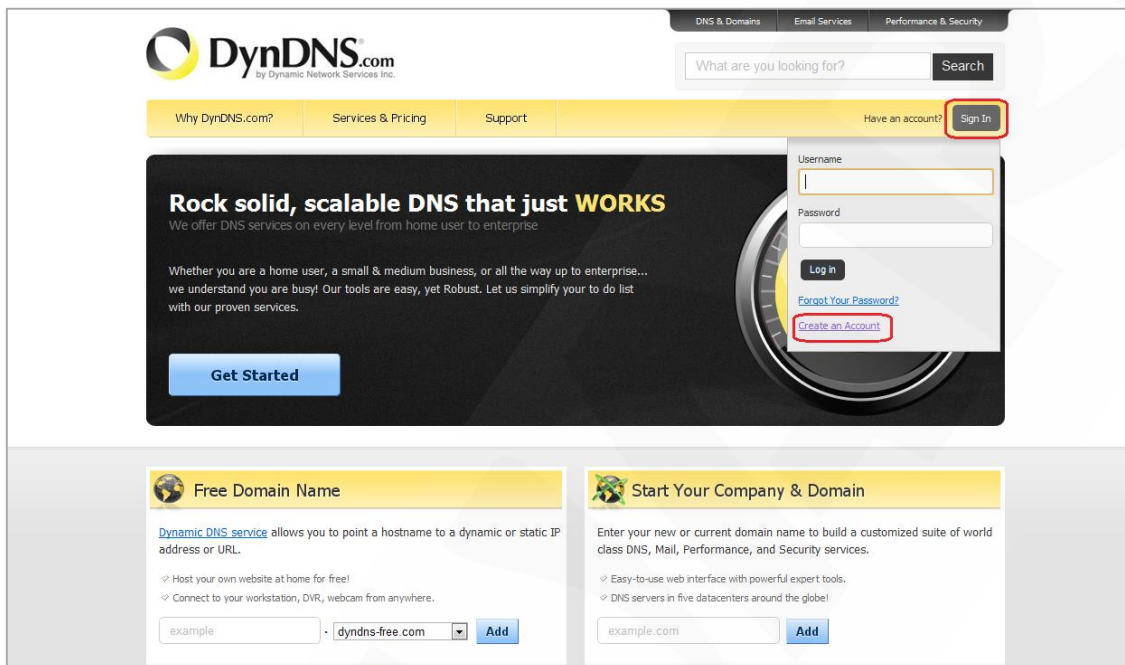 DNS & Domains Email Services Performance & Security
DynDNS.com
by Dynamic Network Services Inc.
What are you looking for? Search
Why DynDNS.com? Services & Pricing Support Have an account? Sign In
Username
Password
Log in
Forgot Your Password?
Create an Account
Rock solid, scalable DNS that just WORKS
We offer DNS services on every level from home user to enterprise
Whether you are a home user, a small & medium business, or all the way up to enterprise...
we understand you are busy! Our tools are easy, yet Robust. Let us simplify your to do list
with our proven services.
Get Started
Free Domain Name
Dynamic DNS service allows you to point a hostname to a dynamic or static IP
address or URL.
Host your own website at home for free!
Connect to your workstation, DVR, webcam from anywhere.
example . dyndns-free.com Add
Start Your Company & Domain
Enter your new or current domain name to build a customized suite of world
class DNS, Mail, Performance, and Security services.
Easy-to-use web interface with powerful expert tools.
DNS servers in five datacenters around the globe!
example.com Add